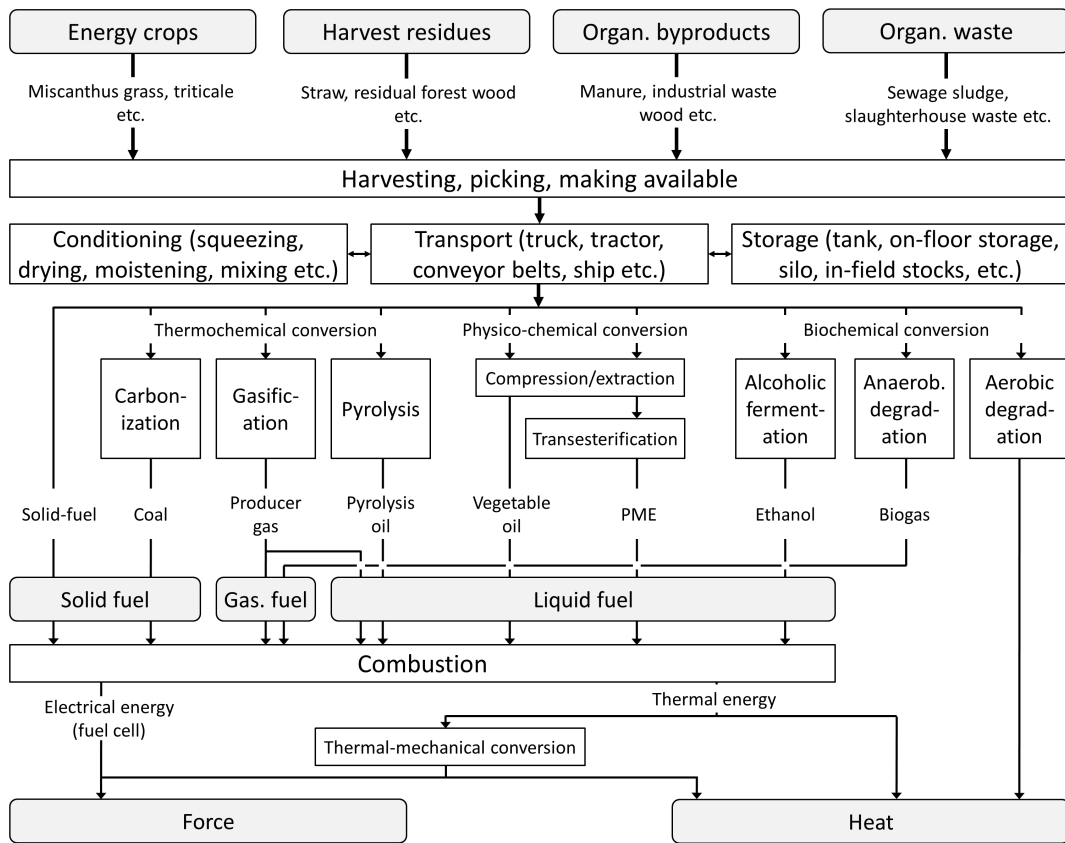 Energy crops
Harvest residues
Organ. byproducts
Organ. waste
Miscanthus grass, triticale
etc.
Straw, residual forest wood
etc.
Manure, industrial waste
wood etc.
Sewage sludge,
slaughterhouse waste etc.
Harvesting, picking, making available
Conditioning (squeezing,
drying, moistening, mixing etc.)
Transport (truck, tractor,
conveyor belts, ship etc.)
Storage (tank, on-floor storage,
silo, in-field stocks, etc.)
Thermochemical conversion
Physico-chemical conversion
Biochemical conversion
Carbon-
ization
Gasific-
ation
Pyrolysis
Compression/extraction
Transesterification
Alcoholic
ferment-
ation
Anaerob.
degrad-
ation
Aerobic
degrad-
ation
Solid-fuel
Coal
Producer
gas
Pyrolysis
oil
Vegetable
oil
PME
Ethanol
Biogas
Solid fuel
Gas. fuel
Liquid fuel
Combustion
Electrical energy
(fuel cell)
Thermal energy
Thermal-mechanical conversion
Force
Heat